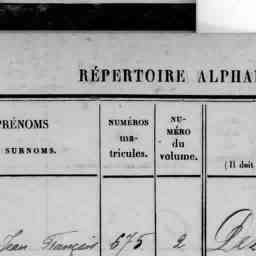 RÉPERTOIRE ALPHA
PRÉNOMS
SURNOMS.
NUMÉROS
ma-
tricules.
NU-
MÉRO
du
volume.
(Il doit
Jean François 675 2